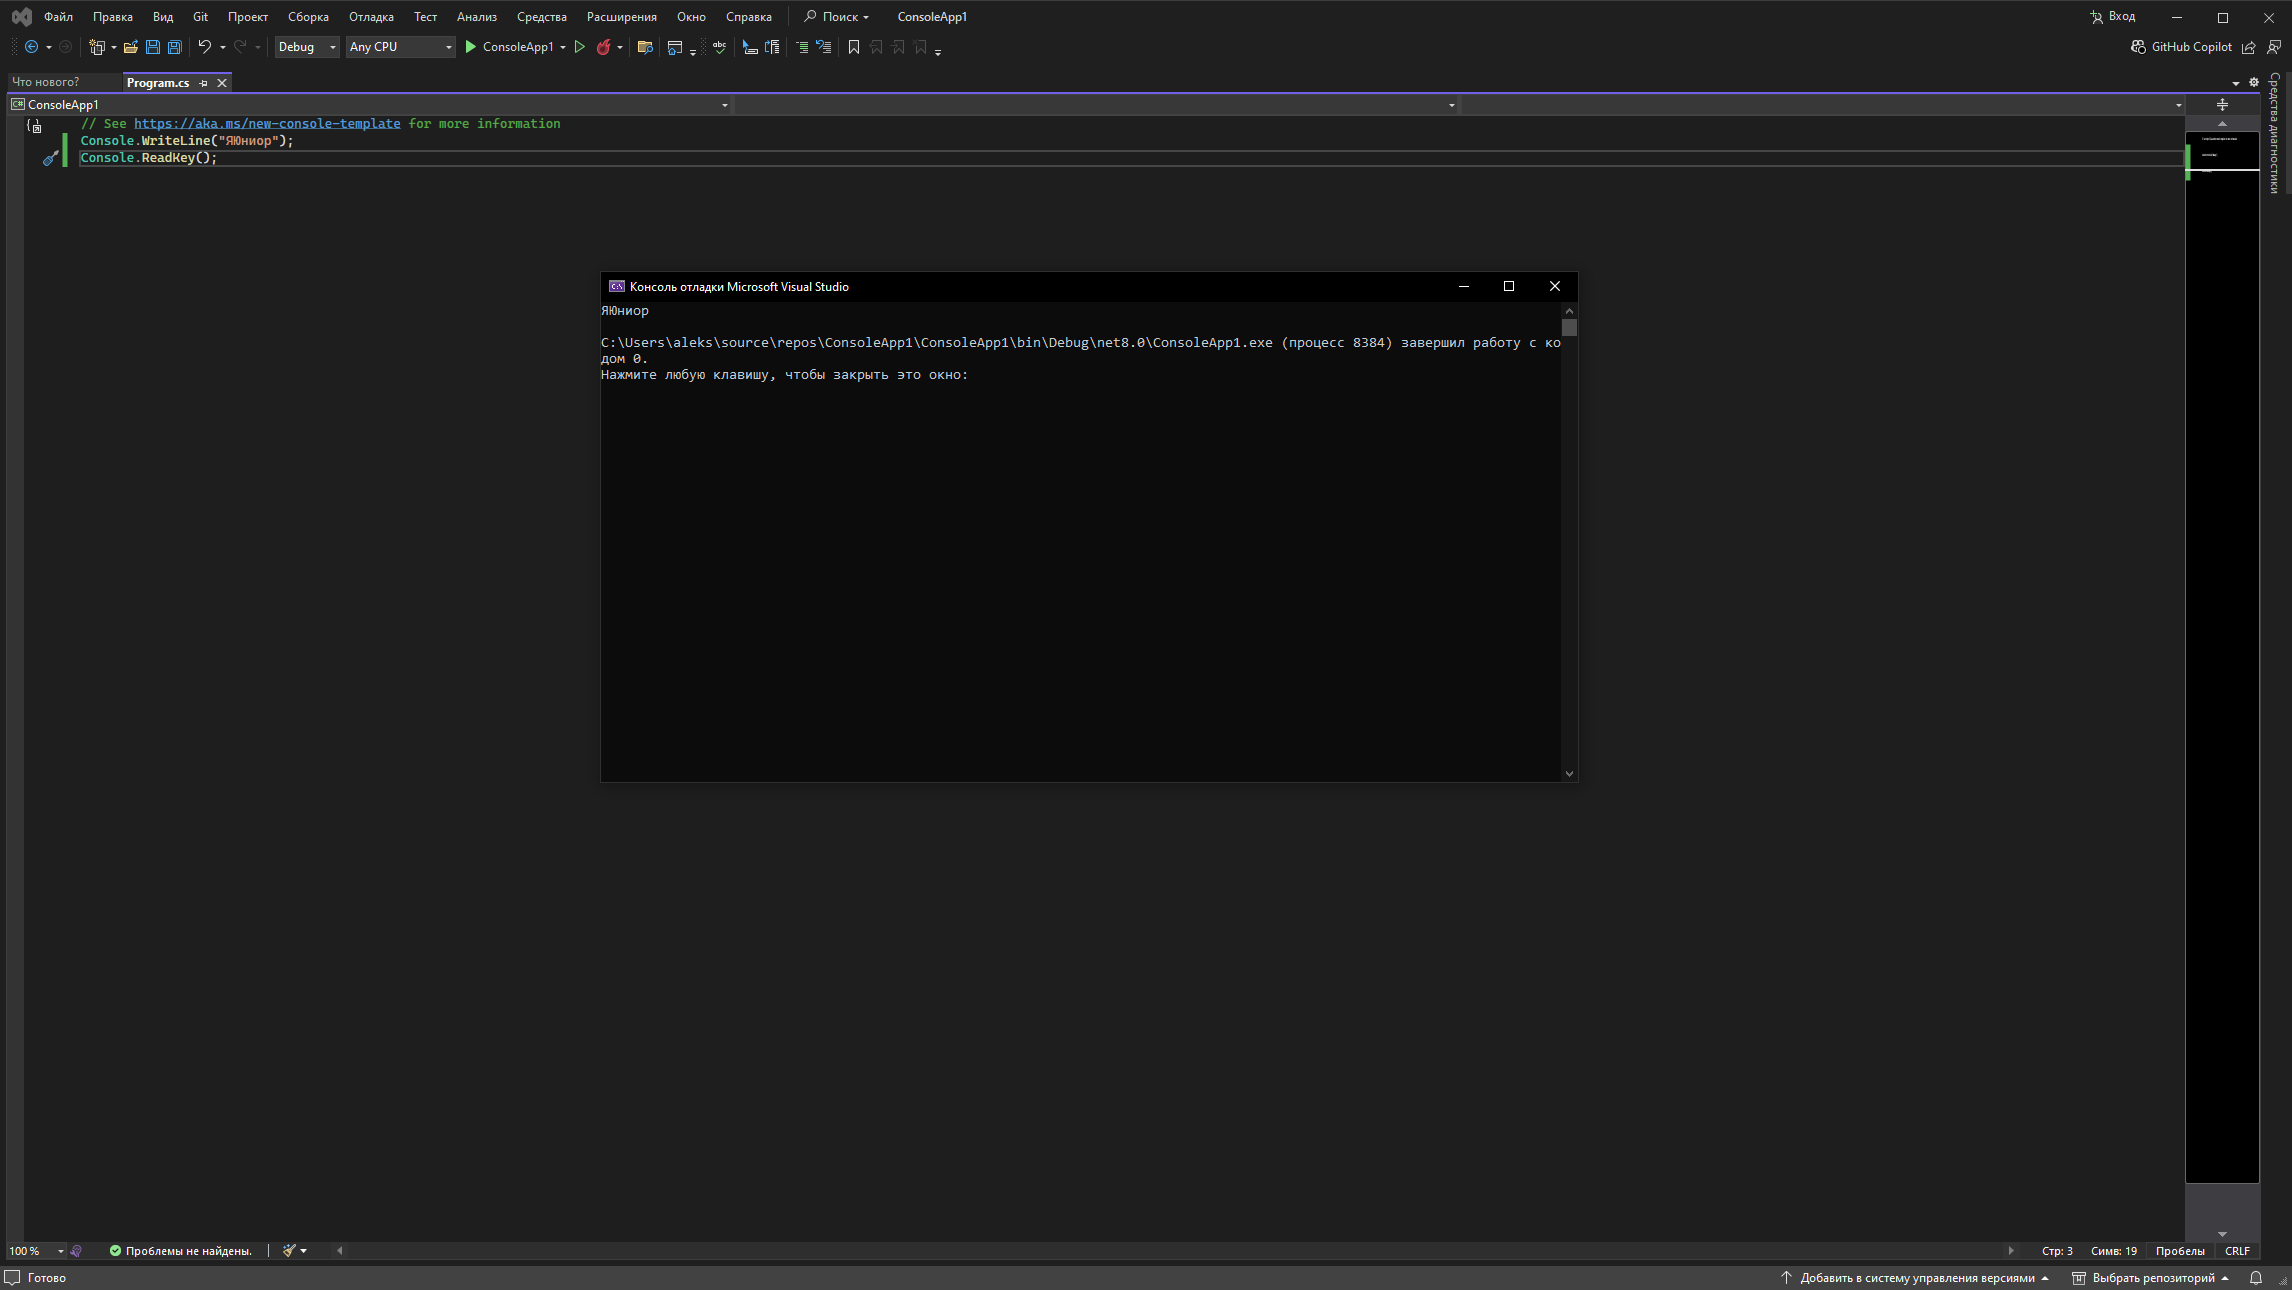 Файл Правка Вид Git Проект Сборка Отладка Тест Анализ Средства Расширения Окно Справка Поиск ConsoleApp1 Вход
Debug Any CPU ConsoleApp1 GitHub Copilot
Что нового? Program.cs
C# ConsoleApp1
// See https://aka.ms/new-console-template for more information
Console.WriteLine("ЯЮниор");
Console.ReadKey();
Средства диагностики
Консоль отладки Microsoft Visual Studio
ЯЮниор
C:\Users\aleks\source\repos\ConsoleApp1\ConsoleApp1\bin\Debug\net8.0\ConsoleApp1.exe (процесс 8384) завершил работу с ко
дом 0.
Нажмите любую клавишу, чтобы закрыть это окно:
100 % Проблемы не найдены. Стр: 3 Симв: 19 Пробелы CRLF
Готово Добавить в систему управления версиями Выбрать репозиторий